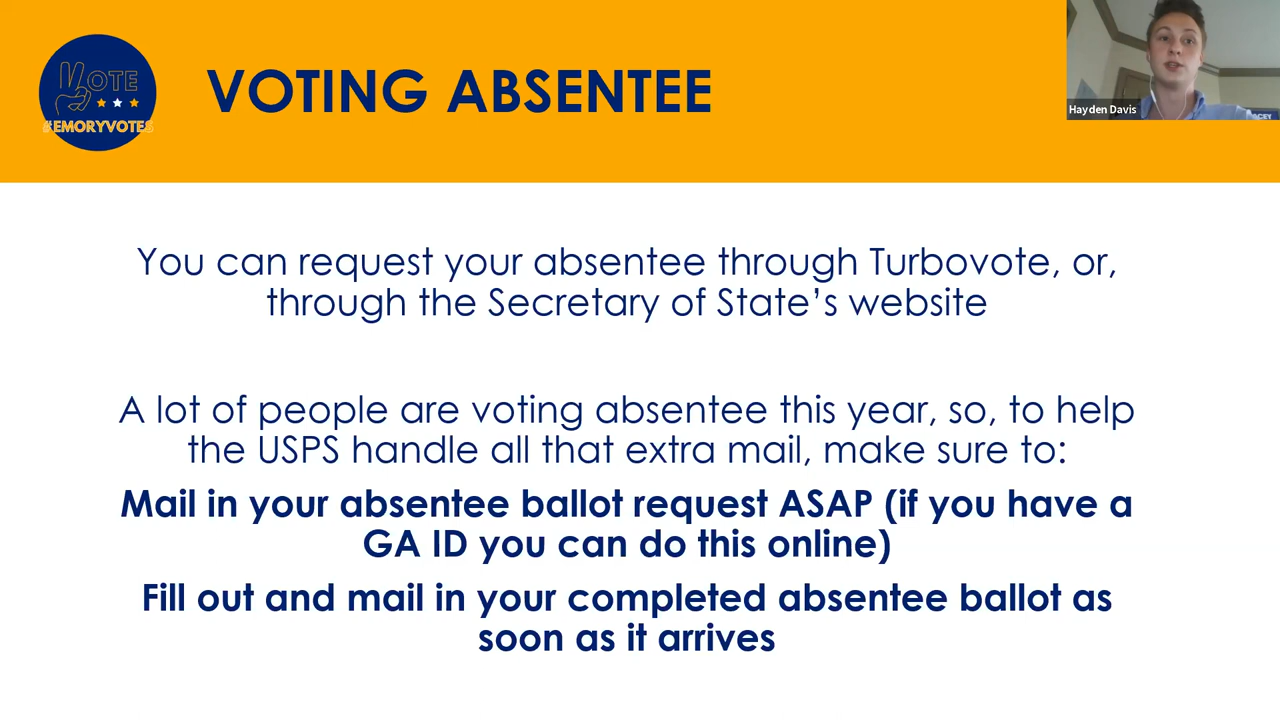 VOTE
#EMORYVOTES
VOTING ABSENTEE
Hayden Davis
You can request your absentee through Turbovote, or,
through the Secretary of State’s website
A lot of people are voting absentee this year, so, to help
the USPS handle all that extra mail, make sure to:
Mail in your absentee ballot request ASAP (if you have a
GA ID you can do this online)
Fill out and mail in your completed absentee ballot as
soon as it arrives